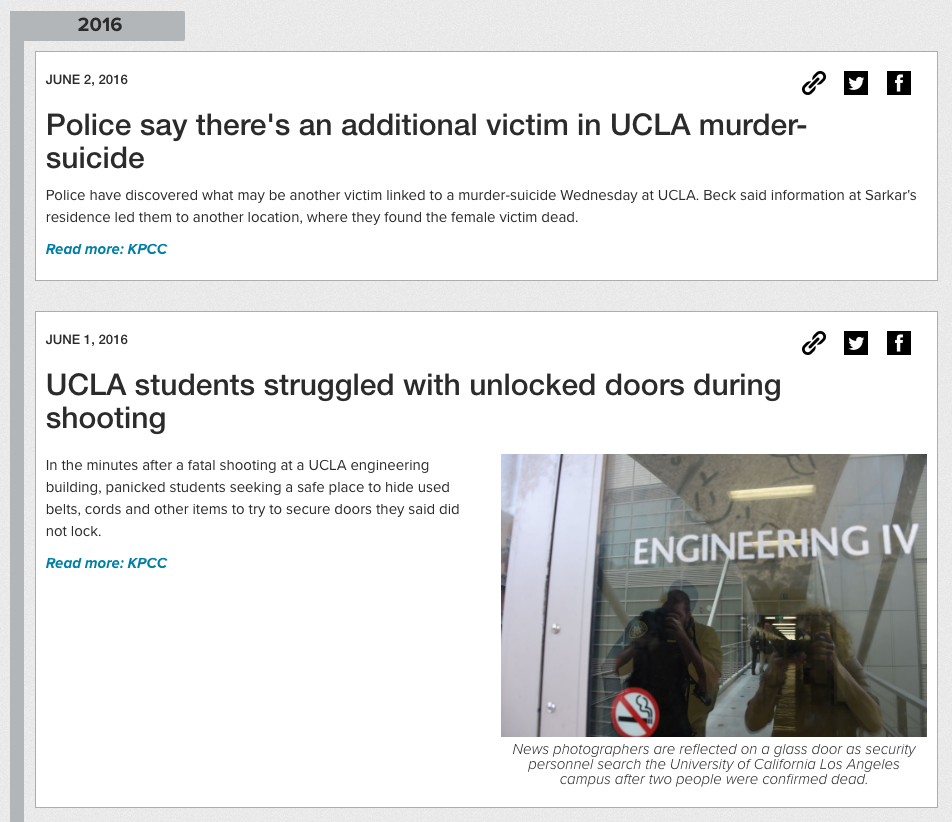 2016
JUNE 2, 2016
Police say there's an additional victim in UCLA murder-
suicide
Police have discovered what may be another victim linked to a murder-suicide Wednesday at UCLA. Beck said information at Sarkar's
residence led them to another location, where they found the female victim dead.
Read more: KPCC
JUNE 1, 2016
UCLA students struggled with unlocked doors during
shooting
In the minutes after a fatal shooting at a UCLA engineering
building, panicked students seeking a safe place to hide used
belts, cords and other items to try to secure doors they said did
not lock.
Read more: KPCC
ENGINEERING IV
News photographers are reflected on a glass door as security
personnel search the University of California Los Angeles
campus after two people were confirmed dead.